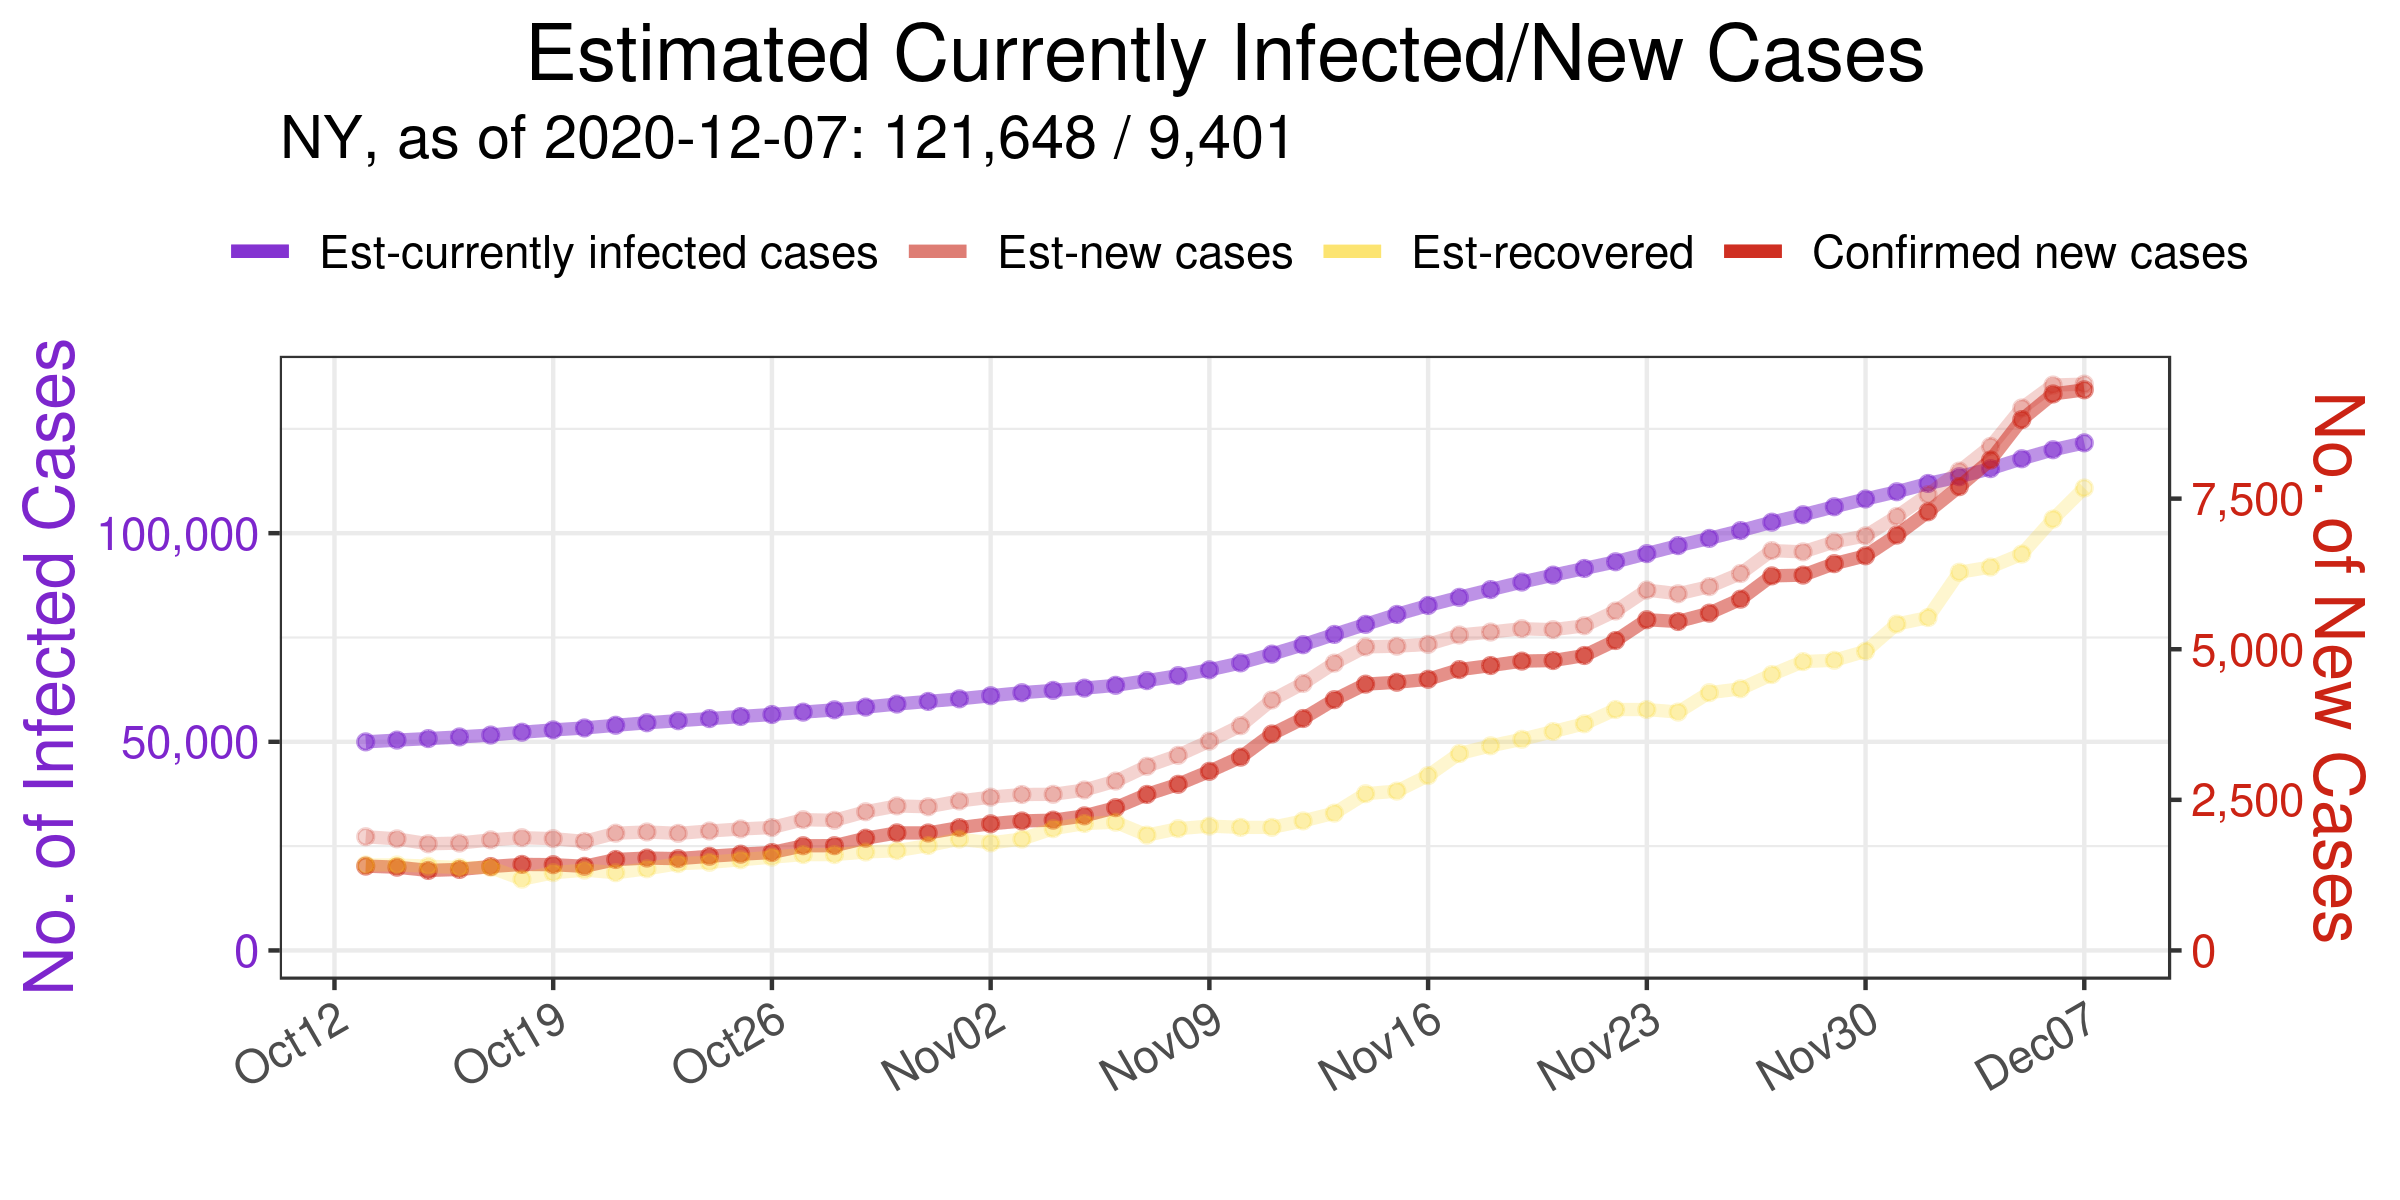 Estimated Currently Infected/New Cases
NY, as of 2020-12-07: 121,648 / 9,401
Est-currently infected cases Est-new cases Est-recovered Confirmed new cases
No. of Infected Cases
100,000
50,000
0
No. of New Cases
7,500
5,000
2,500
0
Oct12 Oct19 Oct26 Nov02 Nov09 Nov16 Nov23 Nov30 Dec07